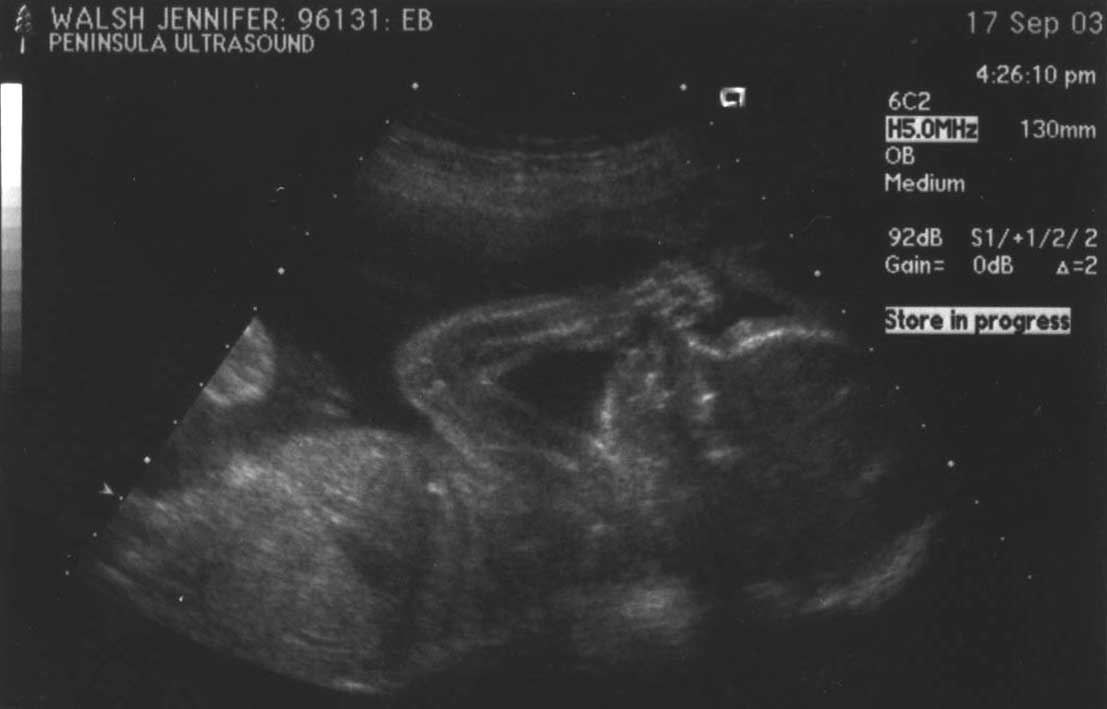 WALSH JENNIFER: 96131: EB
PENINSULA ULTRASOUND
17 Sep 03
4:26:10 pm
6C2
H5.0MHz 130mm
OB
Medium
92dB S1/+1/2/2
Gain= 0dB Δ=2
Store in progress